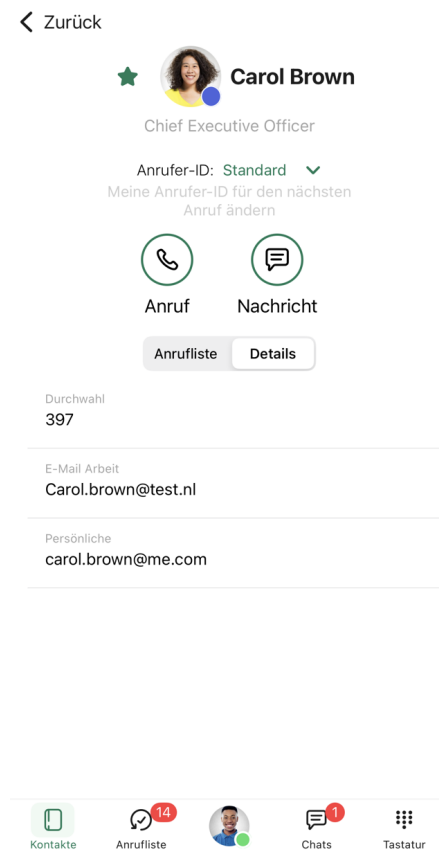 Zurück
Carol Brown
Chief Executive Officer
Anrufer-ID: Standard
Meine Anrufer-ID für den nächsten
Anruf ändern
Anruf Nachricht
Anrufliste Details
Durchwahl
397
E-Mail Arbeit
Carol.brown@test.nl
Persönliche
carol.brown@me.com
14 1
Kontakte Anrufliste Chats Tastatur